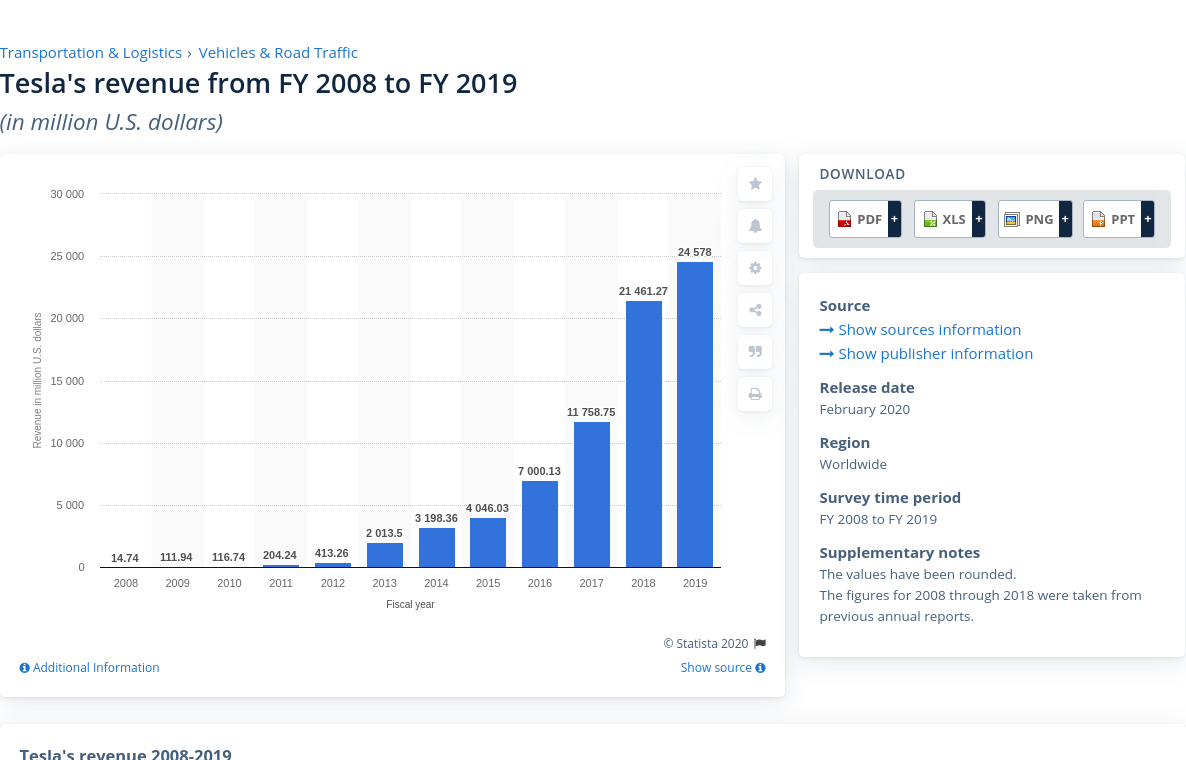 Transportation & Logistics › Vehicles & Road Traffic
Tesla's revenue from FY 2008 to FY 2019
(in million U.S. dollars)
Revenue in million U.S. dollars
30 000
25 000
20 000
15 000
10 000
5 000
0
14.74
111.94
116.74
204.24
413.26
2 013.5
3 198.36
4 046.03
7 000.13
11 758.75
21 461.27
24 578
2008 2009 2010 2011 2012 2013 2014 2015 2016 2017 2018 2019
Fiscal year
© Statista 2020
Additional Information
Show source
DOWNLOAD
PDF + XLS + PNG + PPT +
Source
Show sources information
Show publisher information
Release date
February 2020
Region
Worldwide
Survey time period
FY 2008 to FY 2019
Supplementary notes
The values have been rounded.
The figures for 2008 through 2018 were taken from
previous annual reports.
Tesla's revenue 2008-2019